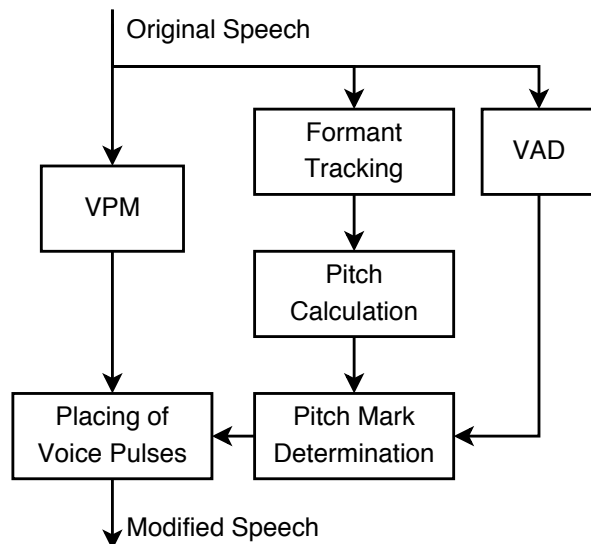 Original Speech
Formant
Tracking
VAD
VPM
Pitch
Calculation
Placing of
Voice Pulses
Pitch Mark
Determination
Modified Speech